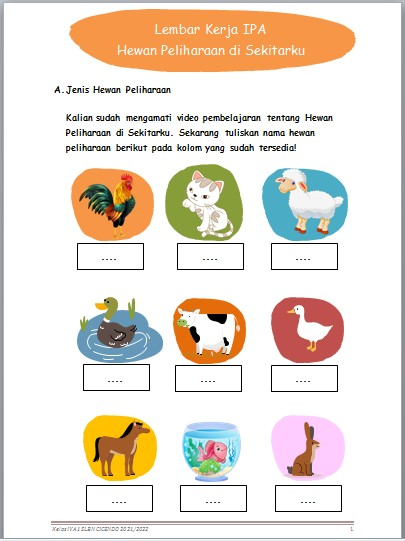 Lembar Kerja IPA
Hewan Peliharaan di Sekitarku
A. Jenis Hewan Peliharaan
Kalian sudah mengamati video pembelajaran tentang Hewan
Peliharaan di Sekitarku. Sekarang tuliskan nama hewan
peliharaan berikut pada kolom yang sudah tersedia!
.... .... ....
.... .... ....
.... .... ....
Kelas IV A1 SLBN CICENDO 2021/2022 1